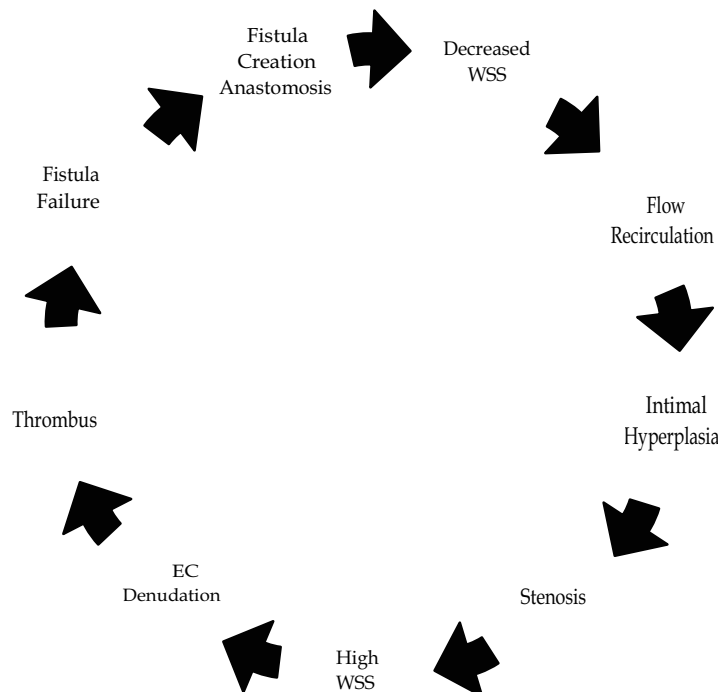 Fistula
Creation
Anastomosis
Decreased
WSS
Flow
Recirculation
Intimal
Hyperplasia
Stenosis
High
WSS
EC
Denudation
Thrombus
Fistula
Failure